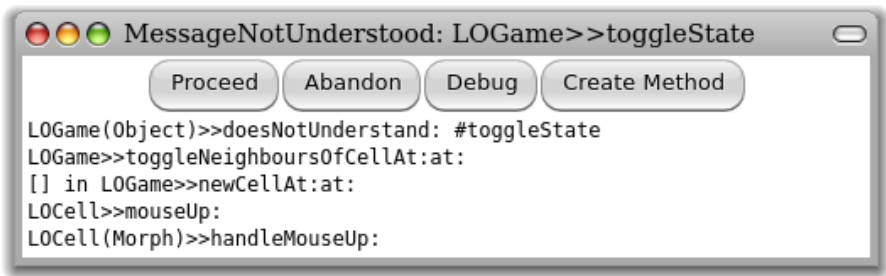 MessageNotUnderstood: LOGame>>toggleState
Proceed Abandon Debug Create Method
LOGame(Object)>>doesNotUnderstand: #toggleState
LOGame>>toggleNeighboursOfCellAt:at:
[] in LOGame>>newCellAt:at:
LOCell>>mouseUp:
LOCell(Morph)>>handleMouseUp: